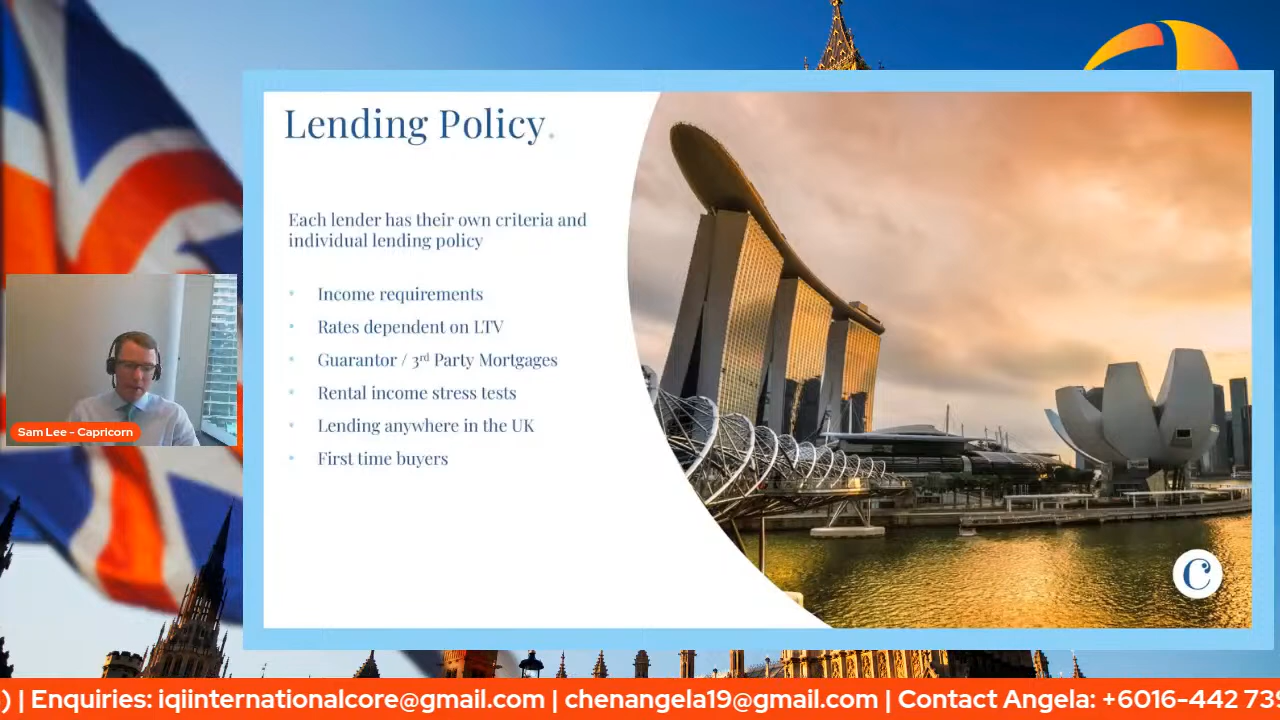 Lending Policy.
Each lender has their own criteria and
individual lending policy
Income requirements
Rates dependent on LTV
Guarantor / 3rd Party Mortgages
Rental income stress tests
Lending anywhere in the UK
First time buyers
Sam Lee - Capricorn
C
) | Enquiries: iqiinternationalcore@gmail.com | chenangela19@gmail.com | Contact Angela: +6016-442 739